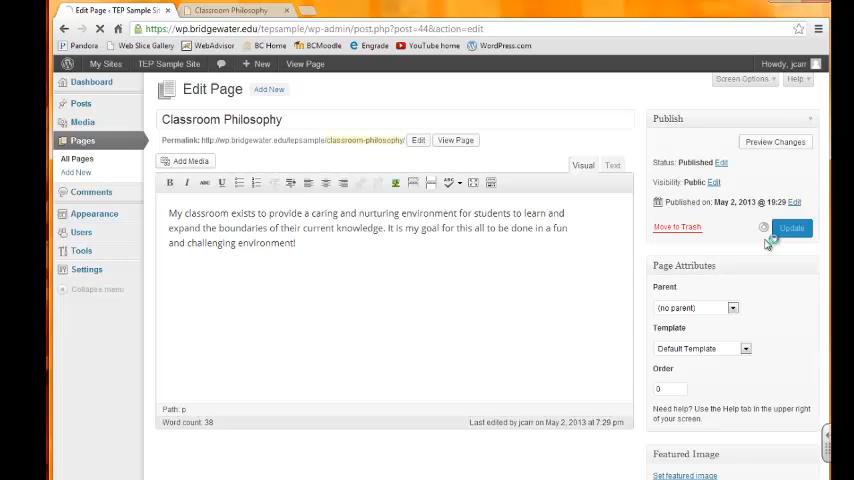 Edit Page ‹ TEP Sample Sit
Classroom Philosophy
https://wp.bridgewater.edu/tepsample/wp-admin/post.php?post=44&action=edit
Pandora
Web Slice Gallery
WebAdvisor
BC Home
BCMoodle
Engrade
YouTube home
WordPress.com
My Sites
TEP Sample Site
+ New
View Page
Howdy, jcarr
Dashboard
Posts
Media
Pages
All Pages
Add New
Comments
Appearance
Users
Tools
Settings
Collapse menu
Screen Options
Help
Edit Page
Add New
Classroom Philosophy
Permalink: http://wp.bridgewater.edu/tepsample/classroom-philosophy/
Edit
View Page
Add Media
Visual
Text
B I ABC U
ABC
My classroom exists to provide a caring and nurturing environment for students to learn and
expand the boundaries of their current knowledge. It is my goal for this all to be done in a fun
and challenging environment!
Path: p
Word count: 38
Last edited by jcarr on May 2, 2013 at 7:29 pm
Publish
Preview Changes
Status: Published Edit
Visibility: Public Edit
Published on: May 2, 2013 @ 19:29 Edit
Move to Trash
Update
Page Attributes
Parent
(no parent)
Template
Default Template
Order
0
Need help? Use the Help tab in the upper right
of your screen.
Featured Image
Set featured image